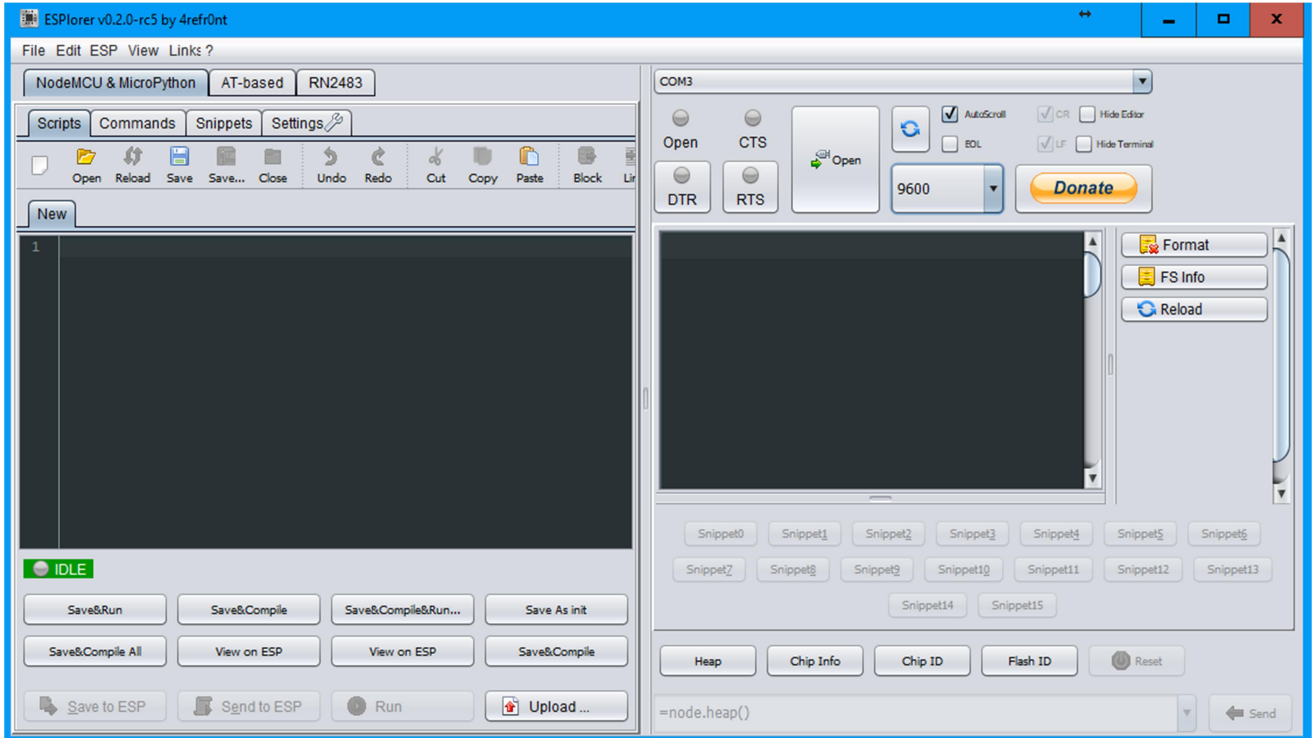 ESPlorer v0.2.0-rc5 by 4refr0nt
File Edit ESP View Links ?
NodeMCU & MicroPython AT-based RN2483
Scripts Commands Snippets Settings
Open Reload Save Save... Close Undo Redo Cut Copy Paste Block Lin
New
1
IDLE
Save&Run Save&Compile Save&Compile&Run... Save As init
Save&Compile All View on ESP View on ESP Save&Compile
Save to ESP Send to ESP Run Upload ...
COM3
Open CTS Open AutoScroll CR Hide Editor
EOL LF Hide Terminal
DTR RTS 9600 Donate
Format
FS Info
Reload
Snippet0 Snippet1 Snippet2 Snippet3 Snippet4 Snippet5 Snippet6
Snippet7 Snippet8 Snippet9 Snippet10 Snippet11 Snippet12 Snippet13
Snippet14 Snippet15
Heap Chip Info Chip ID Flash ID Reset
=node.heap() Send